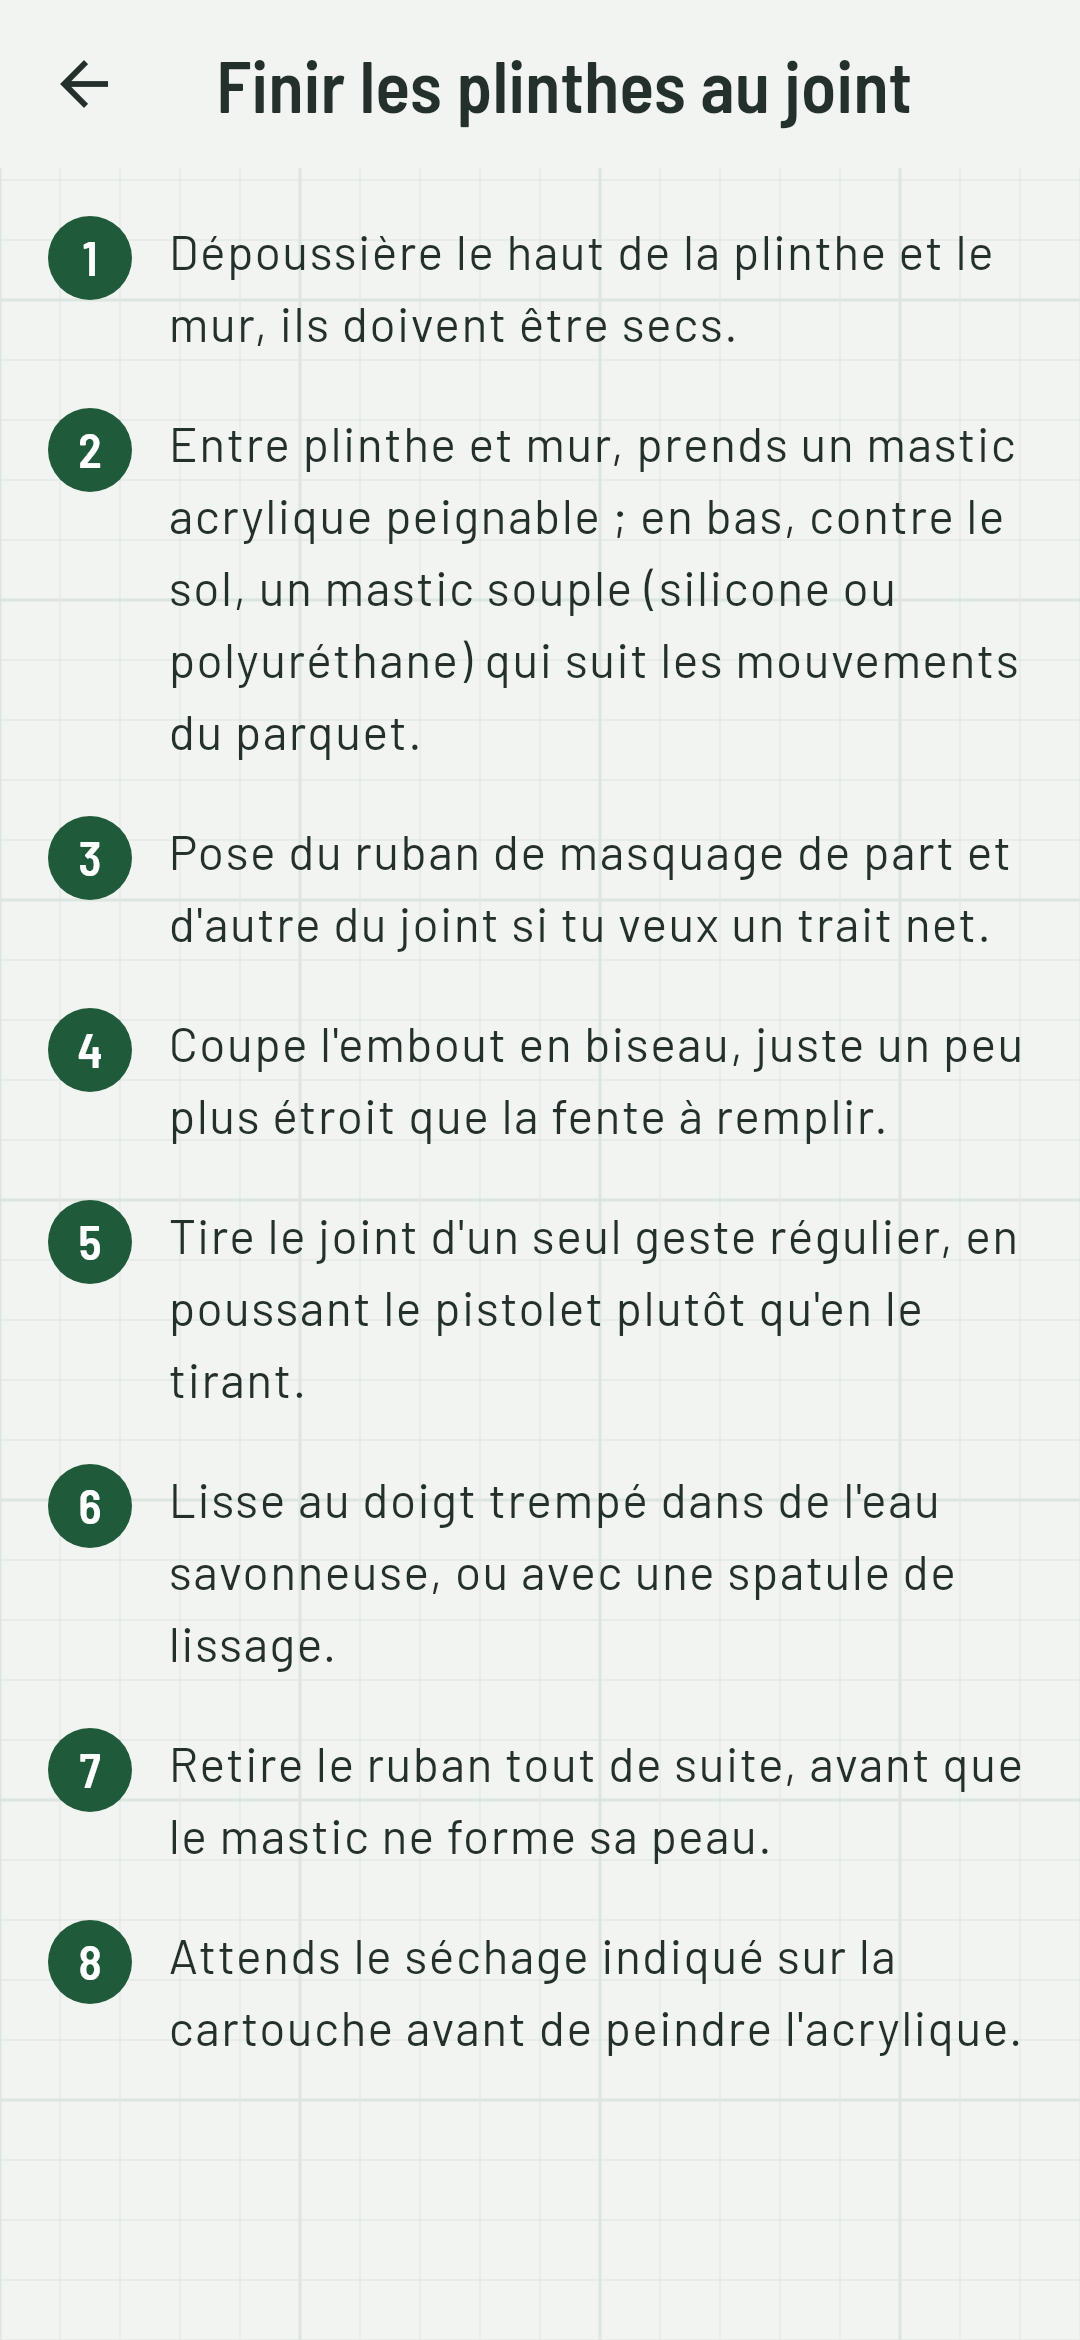 Finir les plinthes au joint
1
Dépoussière le haut de la plinthe et le
mur, ils doivent être secs.
2
Entre plinthe et mur, prends un mastic
acrylique peignable ; en bas, contre le
sol, un mastic souple (silicone ou
polyuréthane) qui suit les mouvements
du parquet.
3
Pose du ruban de masquage de part et
d'autre du joint si tu veux un trait net.
4
Coupe l'embout en biseau, juste un peu
plus étroit que la fente à remplir.
5
Tire le joint d'un seul geste régulier, en
poussant le pistolet plutôt qu'en le
tirant.
6
Lisse au doigt trempé dans de l'eau
savonneuse, ou avec une spatule de
lissage.
7
Retire le ruban tout de suite, avant que
le mastic ne forme sa peau.
8
Attends le séchage indiqué sur la
cartouche avant de peindre l'acrylique.